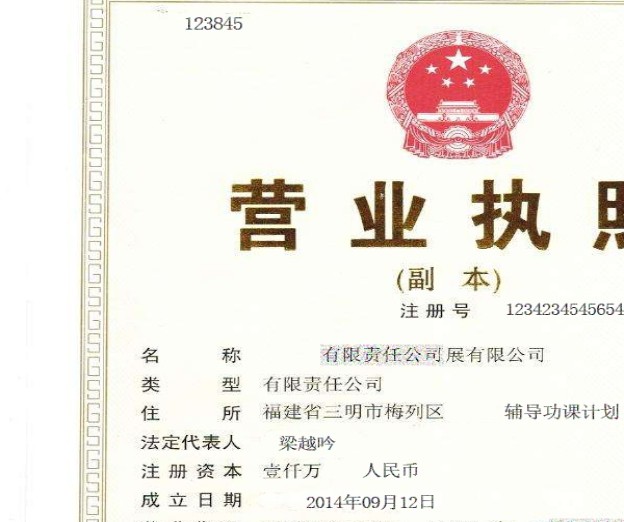 123845
营业执照
(副 本)
注册号 1234234545654
名 称 有限责任公司展有限公司
类 型 有限责任公司
住 所 福建省三明市梅列区 辅导功课计划
法定代表人 梁越吟
注册资本 壹仟万 人民币
成立日期 2014年09月12日